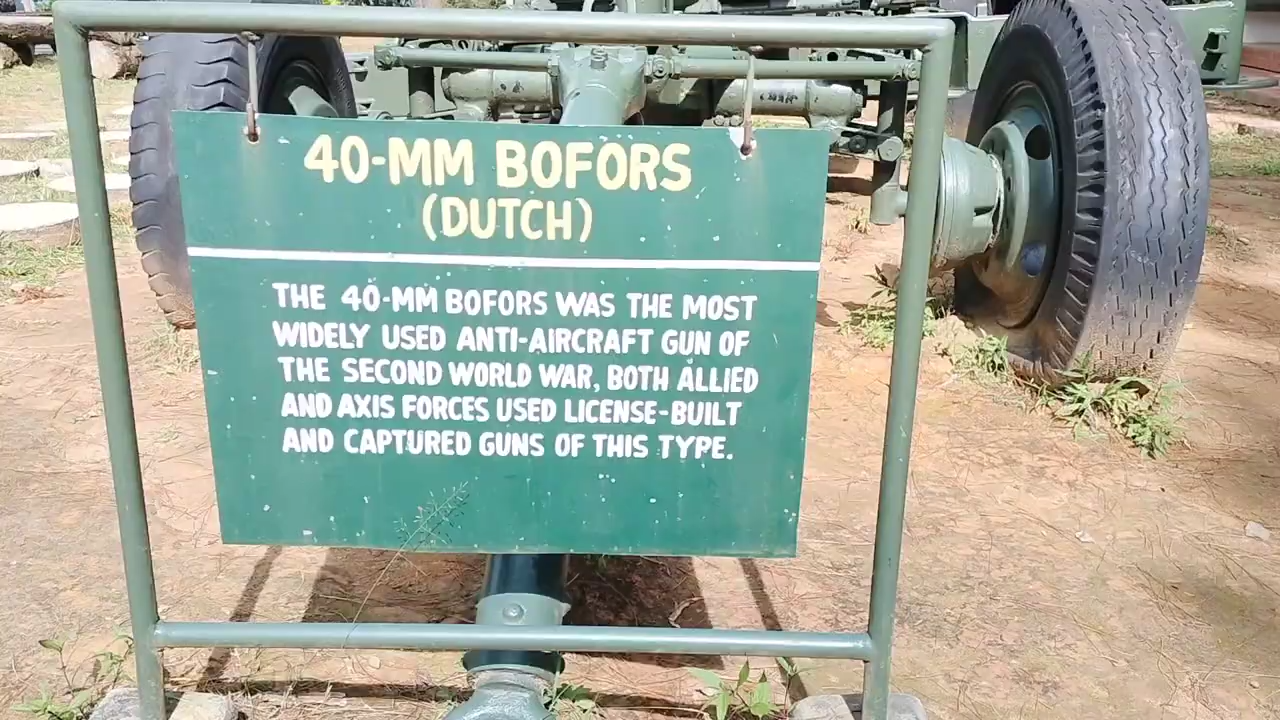 40-MM BOFORS
(DUTCH)
THE 40-MM BOFORS WAS THE MOST
WIDELY USED ANTI-AIRCRAFT GUN OF
THE SECOND WORLD WAR, BOTH ALLIED
AND AXIS FORCES USED LICENSE-BUILT
AND CAPTURED GUNS OF THIS TYPE.